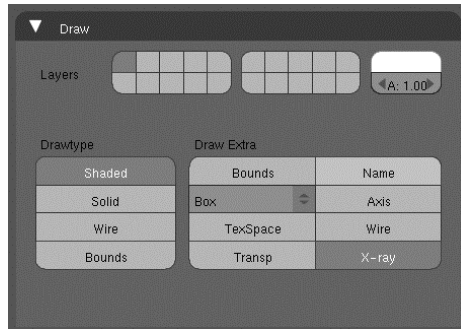 Draw
Layers
A: 1.00
Drawtype
Draw Extra
Shaded
Bounds
Name
Solid
Box
Axis
Wire
TexSpace
Wire
Bounds
Transp
X-ray